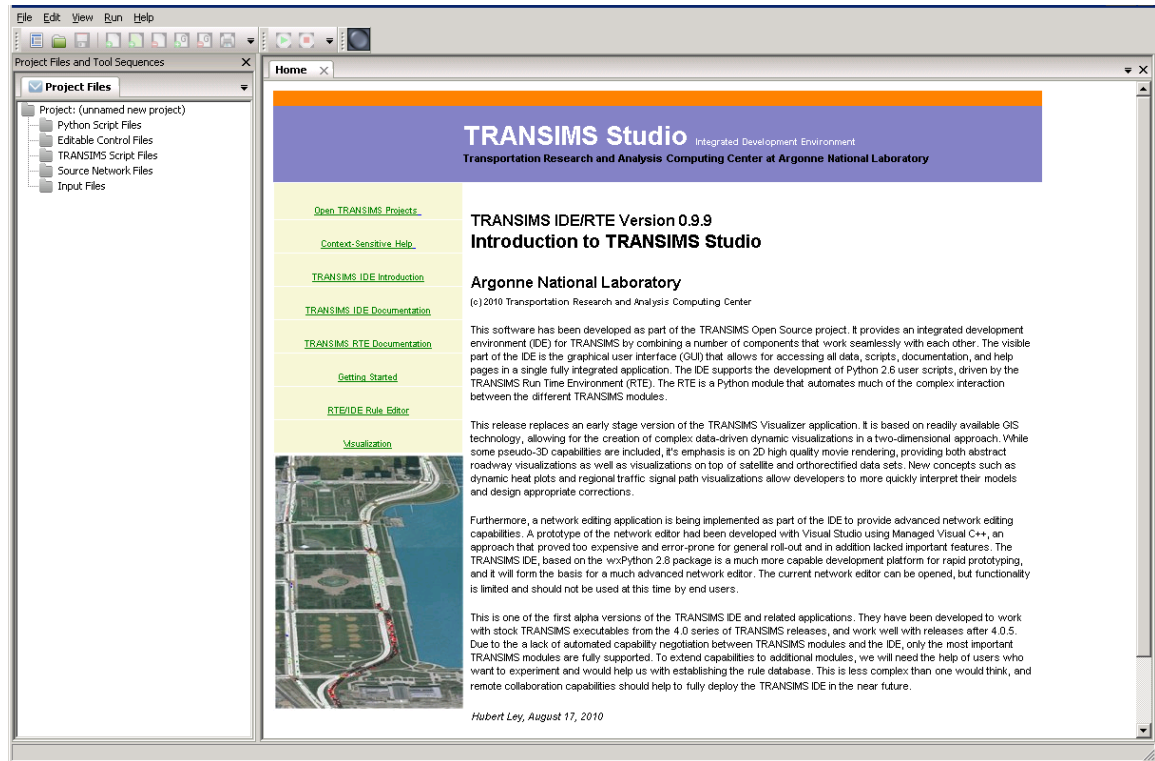 File Edit View Run Help
Project Files and Tool Sequences
Project Files
Project: (unnamed new project)
Python Script Files
Editable Control Files
TRANSIMS Script Files
Source Network Files
Input Files
Home
TRANSIMS Studio Integrated Development Environment
Transportation Research and Analysis Computing Center at Argonne National Laboratory
Open TRANSIMS Projects
Context-Sensitive Help
TRANSIMS IDE Introduction
TRANSIMS IDE Documentation
TRANSIMS RTE Documentation
Getting Started
RTE/IDE Rule Editor
Visualization
TRANSIMS IDE/RTE Version 0.9.9
Introduction to TRANSIMS Studio
Argonne National Laboratory
(c) 2010 Transportation Research and Analysis Computing Center
This software has been developed as part of the TRANSIMS Open Source project. It provides an integrated development
environment (IDE) for TRANSIMS by combining a number of components that work seamlessly with each other. The visible
part of the IDE is the graphical user interface (GUI) that allows for accessing all data, scripts, documentation, and help
pages in a single fully integrated application. The IDE supports the development of Python 2.6 user scripts, driven by the
TRANSIMS Run Time Environment (RTE). The RTE is a Python module that automates much of the complex interaction
between the different TRANSIMS modules.
This release replaces an early stage version of the TRANSIMS Visualizer application. It is based on readily available GIS
technology, allowing for the creation of complex data-driven dynamic visualizations in a two-dimensional approach. While
some pseudo-3D capabilities are included, it's emphasis is on 2D high quality movie rendering, providing both abstract
roadway visualizations as well as visualizations on top of satellite and orthorectified data sets. New concepts such as
dynamic heat plots and regional traffic signal path visualizations allow developers to more quickly interpret their models
and design appropriate corrections.
Furthermore, a network editing application is being implemented as part of the IDE to provide advanced network editing
capabilities. A prototype of the network editor had been developed with Visual Studio using Managed Visual C++, an
approach that proved too expensive and error-prone for general roll-out and in addition lacked important features. The
TRANSIMS IDE, based on the wxPython 2.8 package is a much more capable development platform for rapid prototyping,
and it will form the basis for a much advanced network editor. The current network editor can be opened, but functionality
is limited and should not be used at this time by end users.
This is one of the first alpha versions of the TRANSIMS IDE and related applications. They have been developed to work
with stock TRANSIMS executables from the 4.0 series of TRANSIMS releases, and work well with releases after 4.0.5.
Due to the a lack of automated capability negotiation between TRANSIMS modules and the IDE, only the most important
TRANSIMS modules are fully supported. To extend capabilities to additional modules, we will need the help of users who
want to experiment and would help us with establishing the rule database. This is less complex than one would think, and
remote collaboration capabilities should help to fully deploy the TRANSIMS IDE in the near future.
Hubert Ley, August 17, 2010